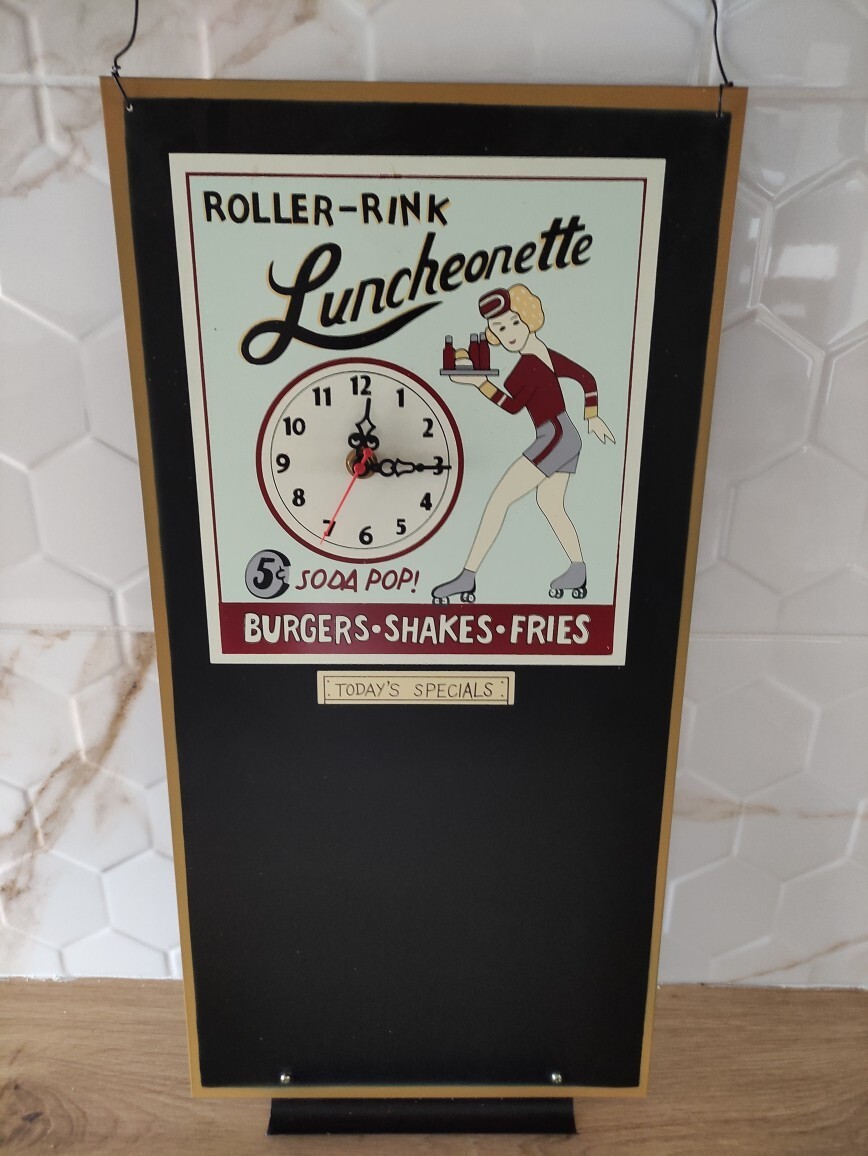 ROLLER-RINK
Luncheonette
12
11 1
10 2
9 3
8 4
7 5
6
5¢ SODA POP!
BURGERS•SHAKES•FRIES
TODAY'S SPECIALS